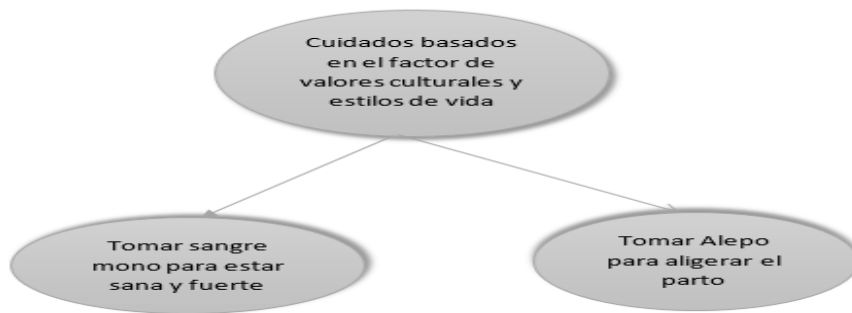 Cuidados basados
en el factor de
valores culturales y
estilos de vida
Tomar sangre
mono para estar
sana y fuerte
Tomar Alepo
para aligerar el
parto